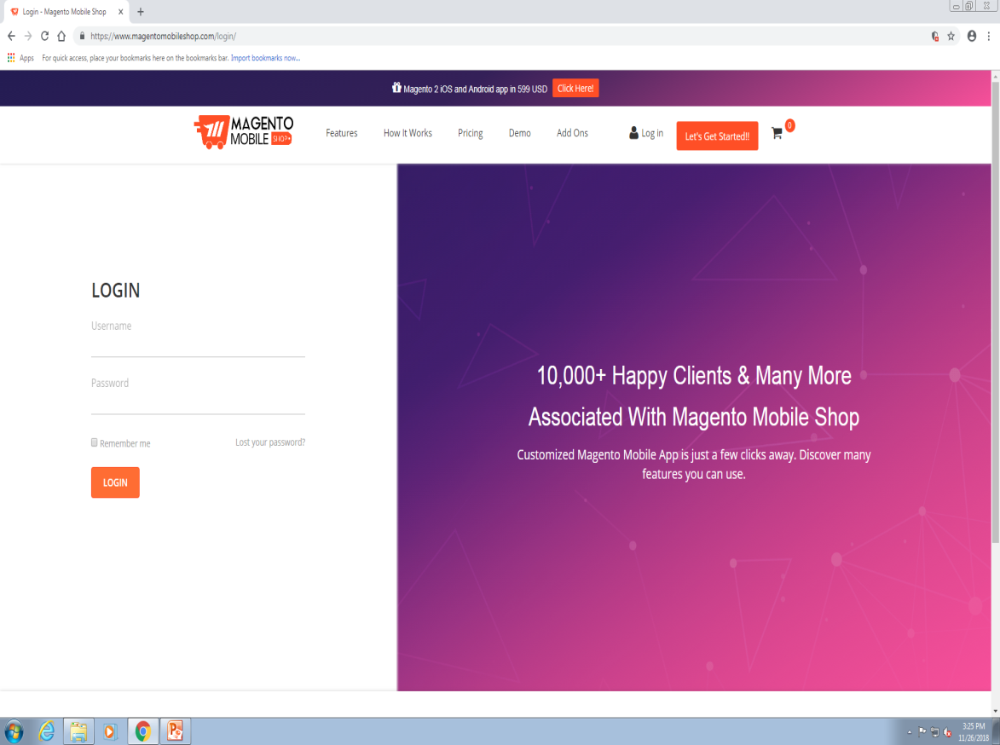 Login - Magento Mobile Shop
https://www.magentomobileshop.com/login/
Apps For quick access, place your bookmarks here on the bookmarks bar. Import bookmarks now...
Magento 2 iOS and Android app in 599 USD Click Here!
MAGENTO
MOBILE SHOP+
Features How It Works Pricing Demo Add Ons Log in Let's Get Started!! 0
LOGIN
Username
Password
Remember me Lost your password?
LOGIN
10,000+ Happy Clients & Many More
Associated With Magento Mobile Shop
Customized Magento Mobile App is just a few clicks away. Discover many
features you can use.
3:25 PM
11/26/2018